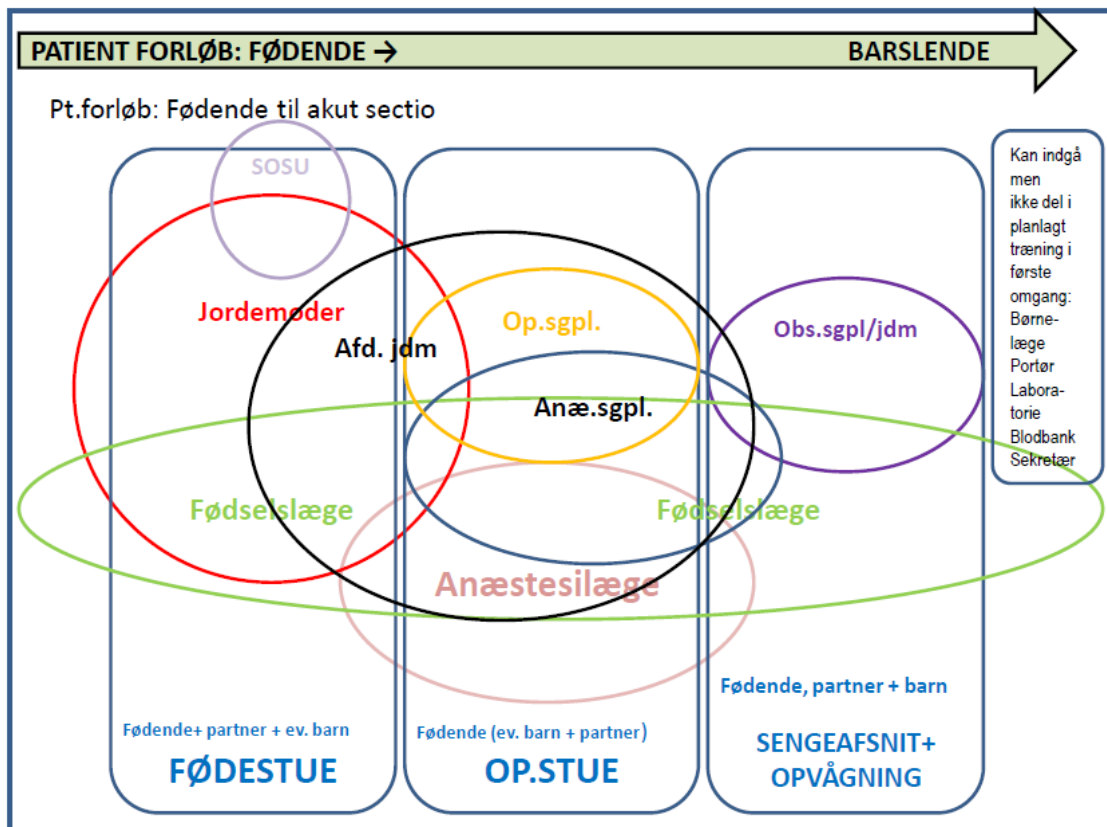 PATIENT FORLØB: FØDENDE → BARSLENDE
Pt.forløb: Fødende til akut sectio
SOSU
Jordemoder
Afd. jdm
Op.sgpl.
Anæ.sgpl.
Obs.sgpl/jdm
Fødselslæge
Fødselslæge
Anæstesilæge
Kan indgå
men
ikke del i
planlagt
træning i
første
omgang:
Børne-
læge
Portør
Labora-
torie
Blodbank
Sekretær
Fødende+ partner + ev. barn
FØDESTUE
Fødende (ev. barn + partner)
OP.STUE
Fødende, partner + barn
SENGEAFSNIT+
OPVÅGNING